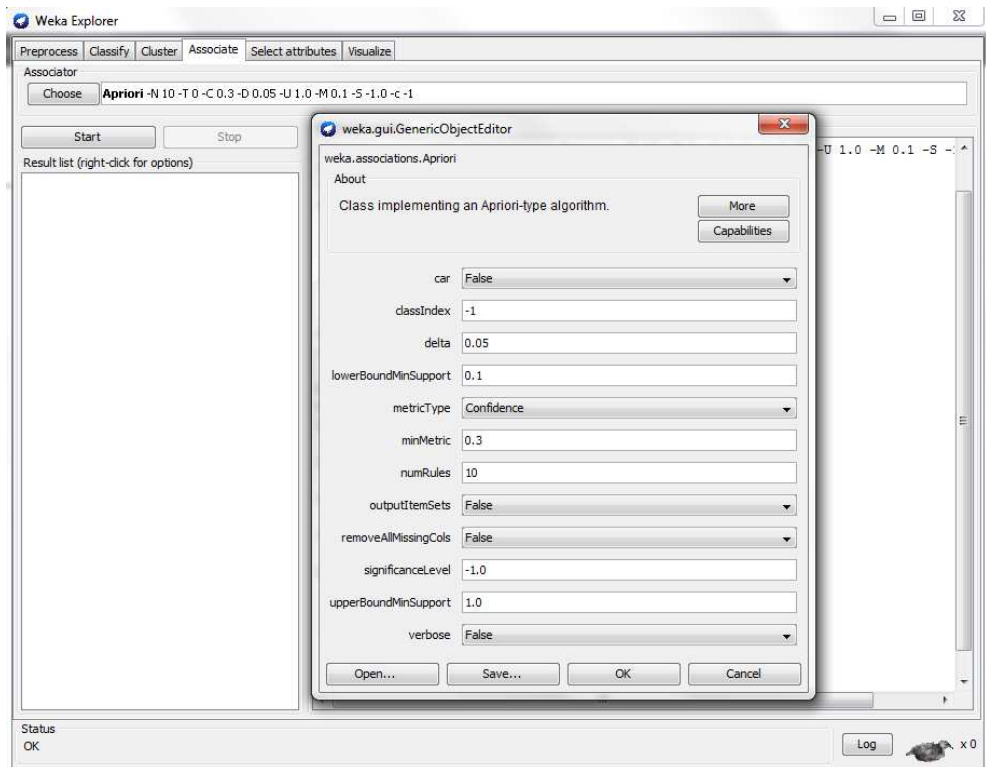 Weka Explorer
Preprocess Classify Cluster Associate Select attributes Visualize
Associator
Choose Apriori -N 10 -T 0 -C 0.3 -D 0.05 -U 1.0 -M 0.1 -S -1.0 -c -1
Start Stop
Result list (right-click for options)
-U 1.0 -M 0.1 -S -
weka.gui.GenericObjectEditor
weka.associations.Apriori
About
Class implementing an Apriori-type algorithm.
More
Capabilities
car False
classIndex -1
delta 0.05
lowerBoundMinSupport 0.1
metricType Confidence
minMetric 0.3
numRules 10
outputItemSets False
removeAllMissingCols False
significanceLevel -1.0
upperBoundMinSupport 1.0
verbose False
Open... Save... OK Cancel
Status
OK
Log x 0